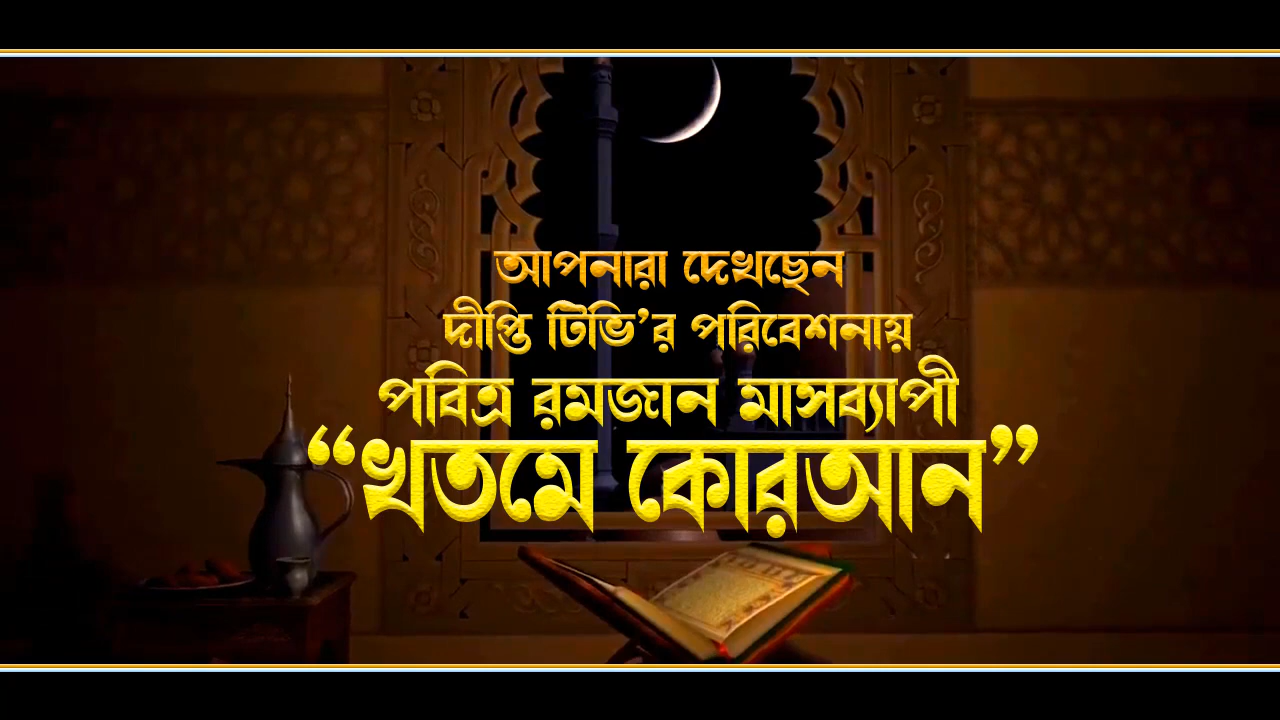 আপনারা দেখছেন
দীপ্তি টিভি’র পরিবেশনায়
পবিত্র রমজান মাসব্যাপী
“খতমে কোরআন”